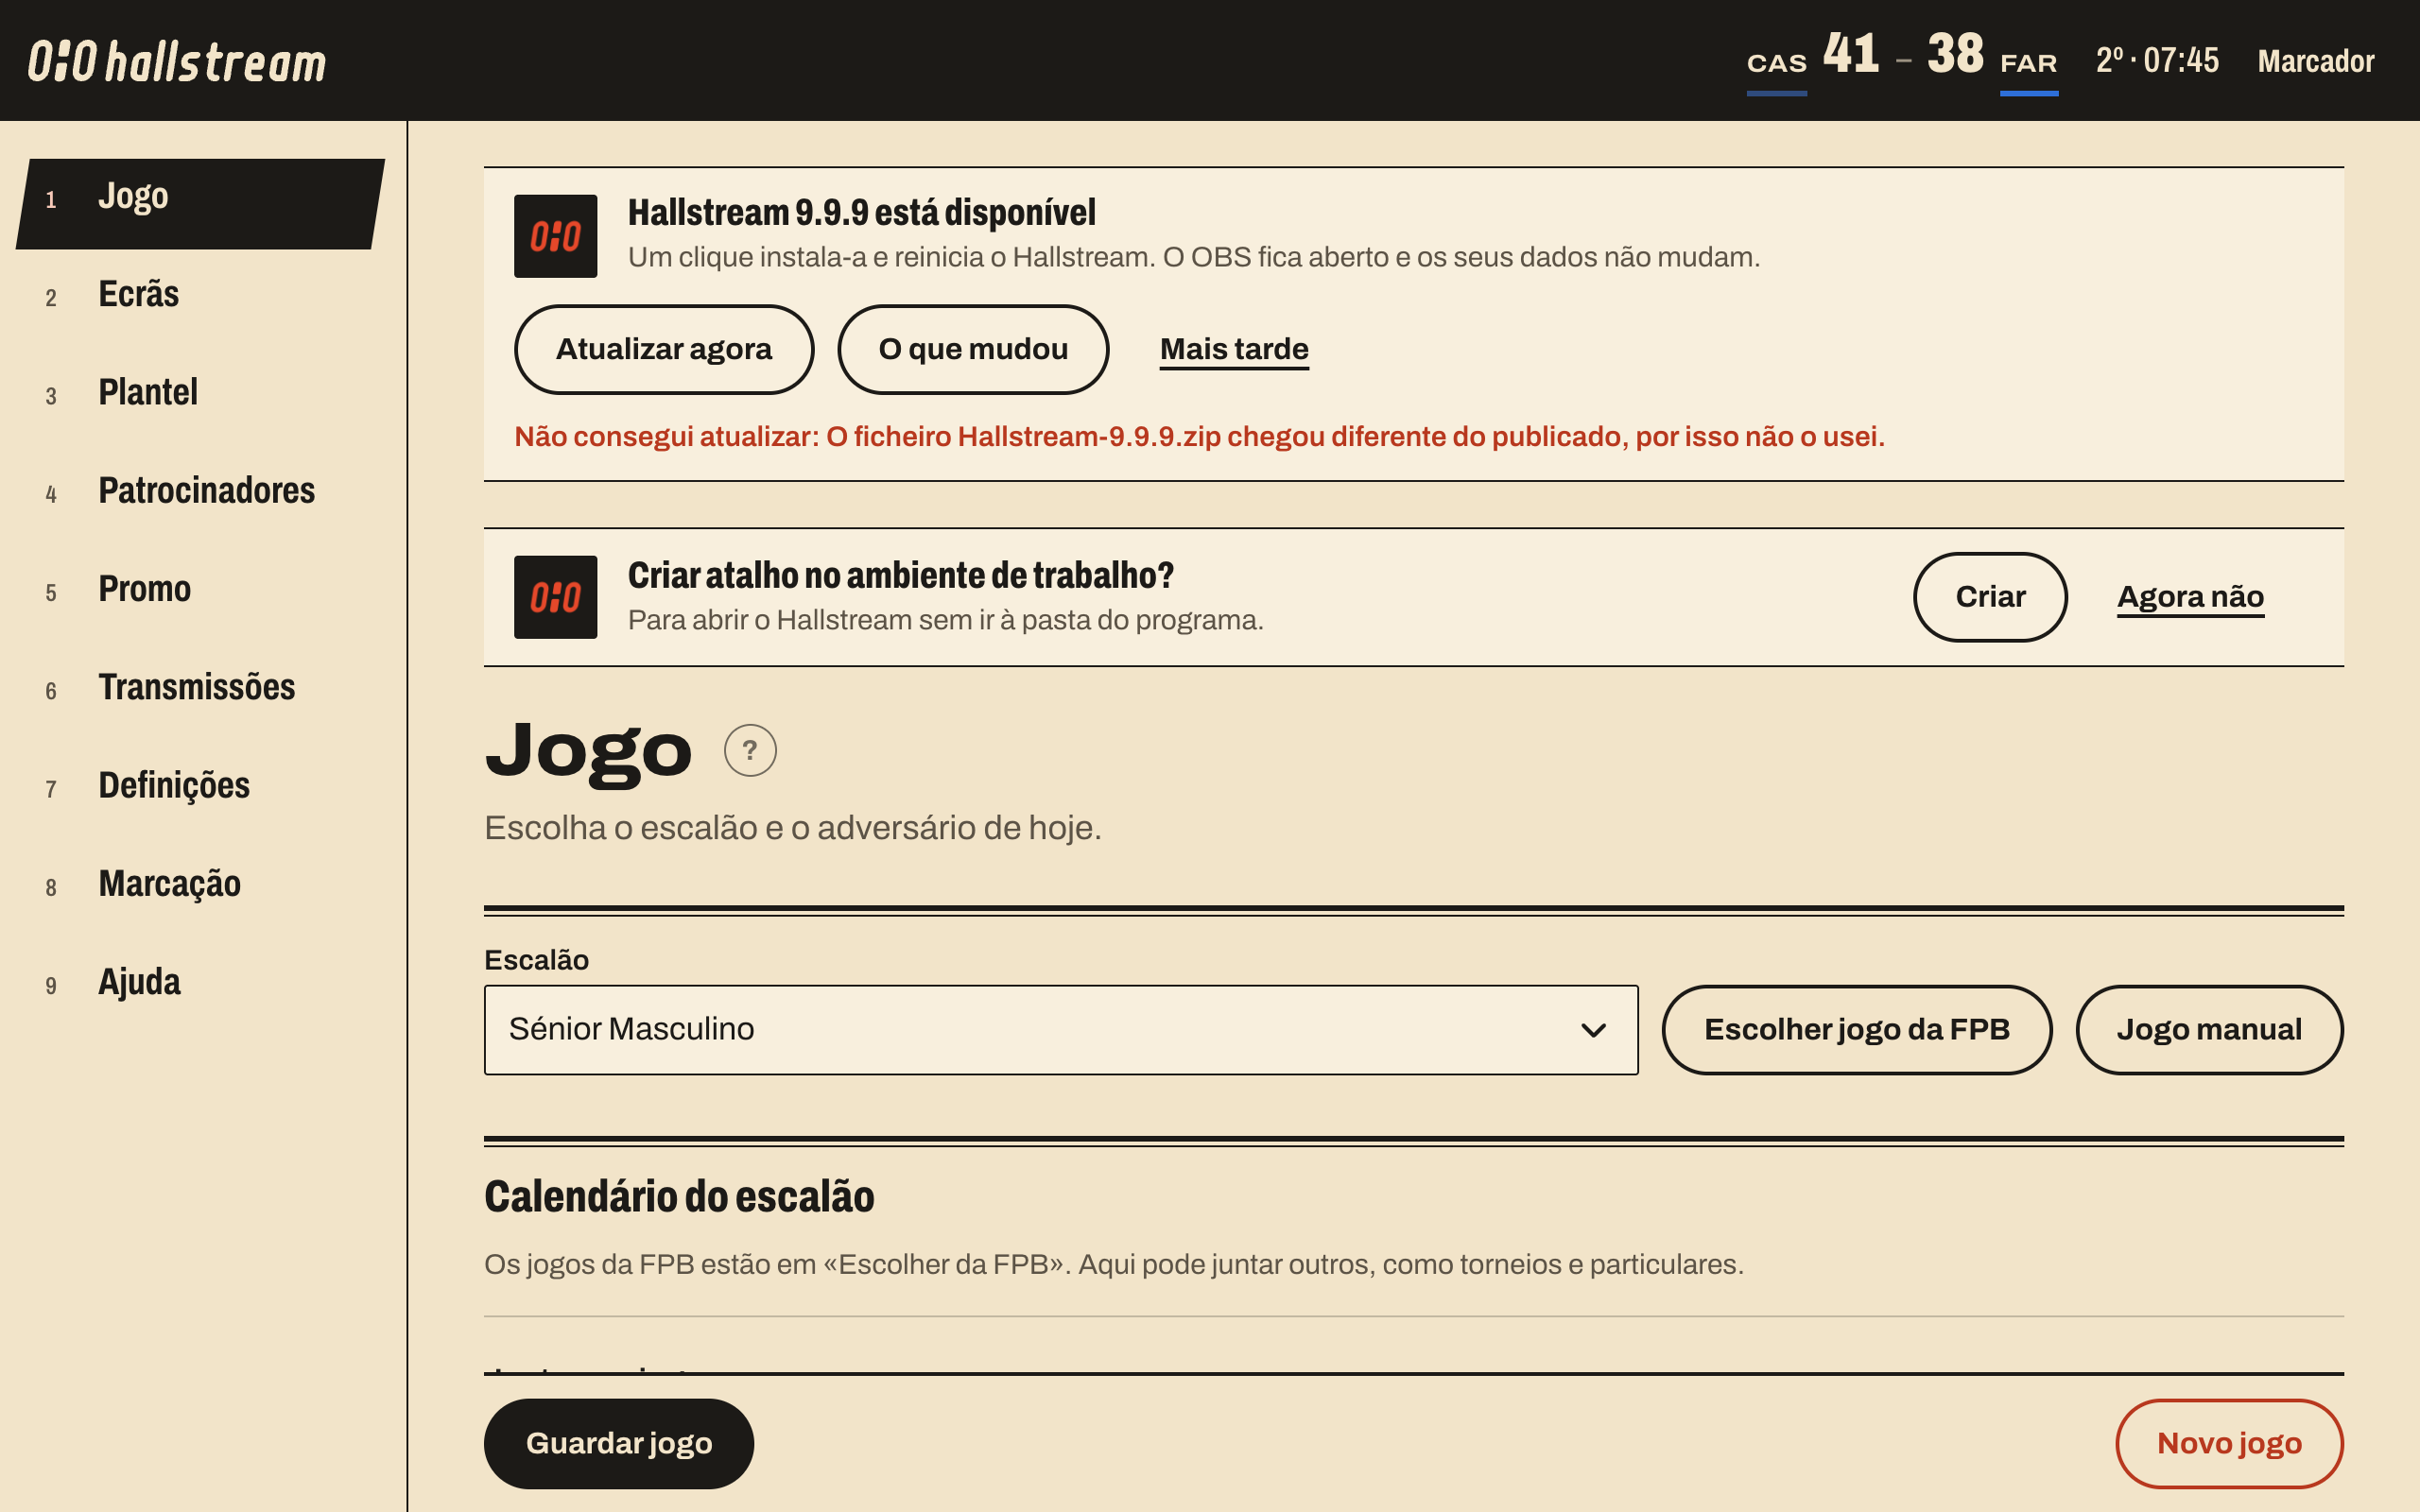 0:0 hallstream
CAS 41 – 38 FAR 2º · 07:45 Marcador
1 Jogo
2 Ecrãs
3 Plantel
4 Patrocinadores
5 Promo
6 Transmissões
7 Definições
8 Marcação
9 Ajuda
0:0
Hallstream 9.9.9 está disponível
Um clique instala-a e reinicia o Hallstream. O OBS fica aberto e os seus dados não mudam.
Atualizar agora O que mudou Mais tarde
Não consegui atualizar: O ficheiro Hallstream-9.9.9.zip chegou diferente do publicado, por isso não o usei.
0:0
Criar atalho no ambiente de trabalho?
Para abrir o Hallstream sem ir à pasta do programa.
Criar Agora não
Jogo ?
Escolha o escalão e o adversário de hoje.
Escalão
Sénior Masculino Escolher jogo da FPB Jogo manual
Calendário do escalão
Os jogos da FPB estão em «Escolher da FPB». Aqui pode juntar outros, como torneios e particulares.
Guardar jogo Novo jogo